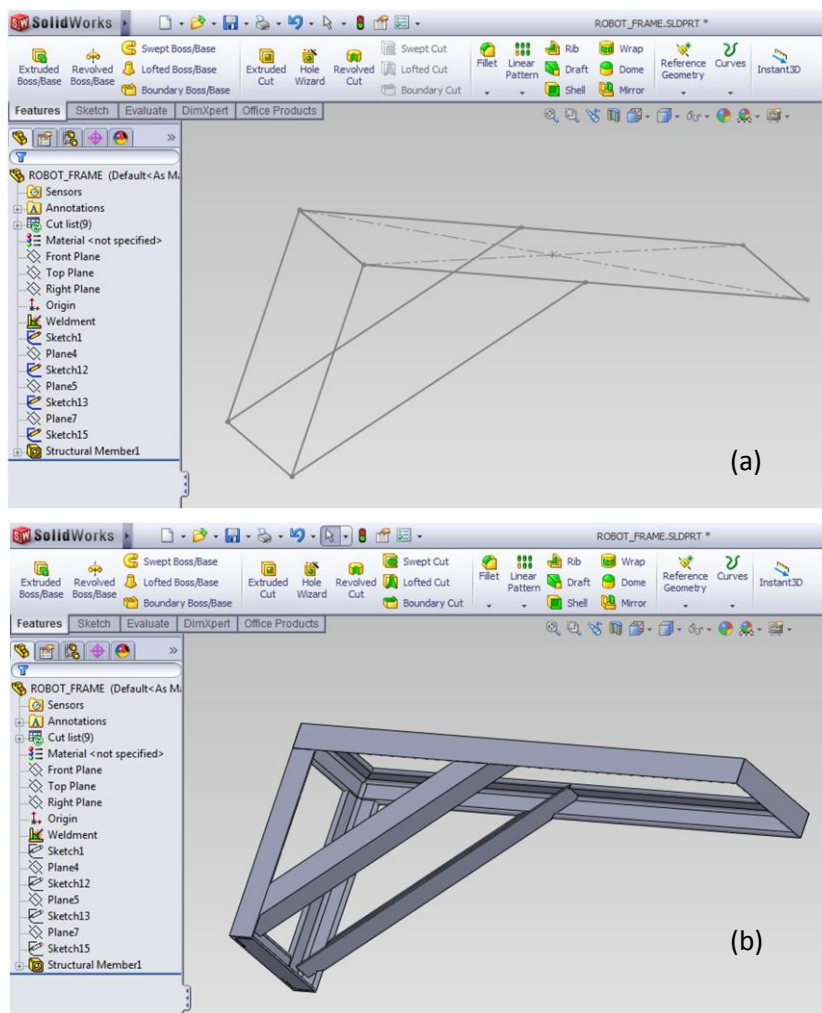 SolidWorks ROBOT_FRAME.SLDPRT *
Extruded Boss/Base Revolved Boss/Base Swept Boss/Base Lofted Boss/Base Boundary Boss/Base Extruded Cut Hole Wizard Revolved Cut Swept Cut Lofted Cut Boundary Cut Fillet Linear Pattern Rib Draft Shell Wrap Dome Mirror Reference Geometry Curves Instant3D
Features Sketch Evaluate DimXpert Office Products
»
ROBOT_FRAME (Default<As Ma
Sensors
Annotations
Cut list(9)
Material <not specified>
Front Plane
Top Plane
Right Plane
Origin
Weldment
Sketch1
Plane4
Sketch12
Plane5
Sketch13
Plane7
Sketch15
Structural Member1
(a)
SolidWorks ROBOT_FRAME.SLDPRT *
Extruded Boss/Base Revolved Boss/Base Swept Boss/Base Lofted Boss/Base Boundary Boss/Base Extruded Cut Hole Wizard Revolved Cut Swept Cut Lofted Cut Boundary Cut Fillet Linear Pattern Rib Draft Shell Wrap Dome Mirror Reference Geometry Curves Instant3D
Features Sketch Evaluate DimXpert Office Products
»
ROBOT_FRAME (Default<As Ma
Sensors
Annotations
Cut list(9)
Material <not specified>
Front Plane
Top Plane
Right Plane
Origin
Weldment
Sketch1
Plane4
Sketch12
Plane5
Sketch13
Plane7
Sketch15
Structural Member1
(b)